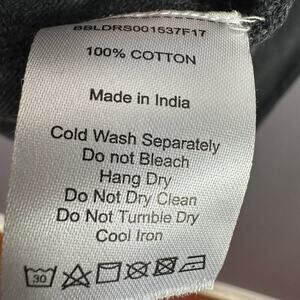 BBLDRS001537F17
100% COTTON
Made in India
Cold Wash Separately
Do not Bleach
Hang Dry
Do Not Dry Clean
Do Not Tumble Dry
Cool Iron
30